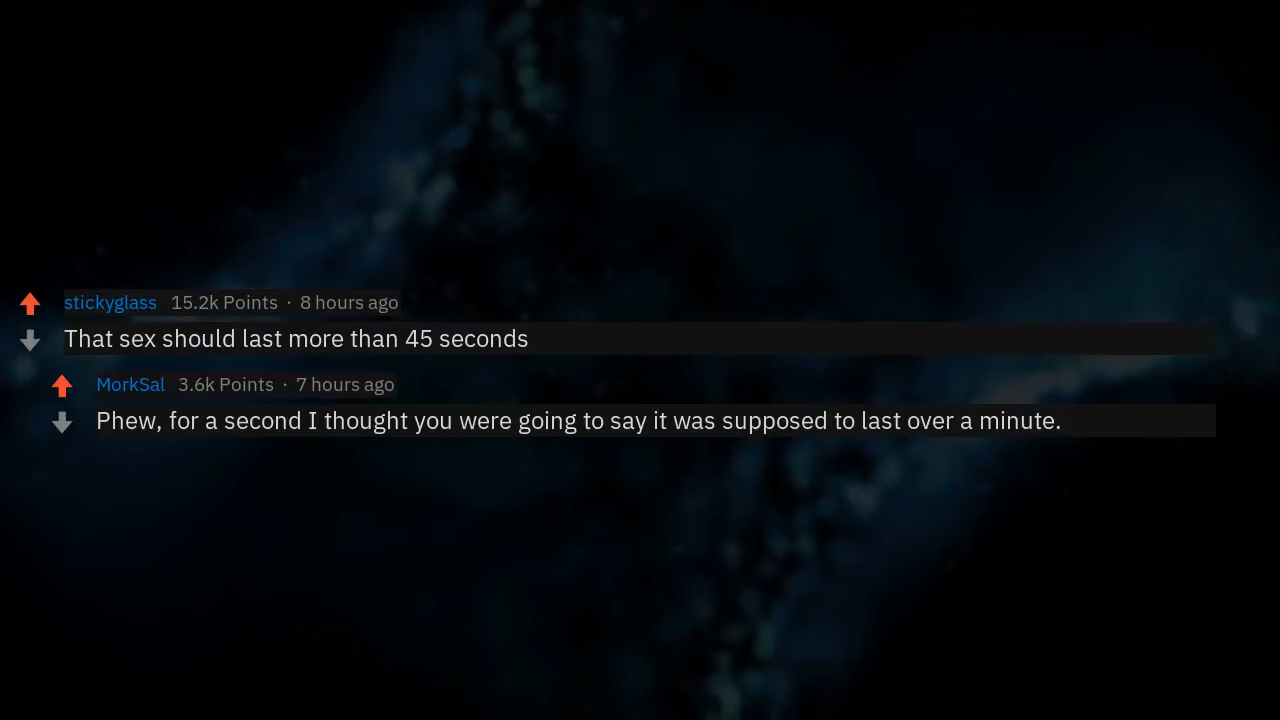 stickyglass 15.2k Points · 8 hours ago
That sex should last more than 45 seconds
MorkSal 3.6k Points · 7 hours ago
Phew, for a second I thought you were going to say it was supposed to last over a minute.